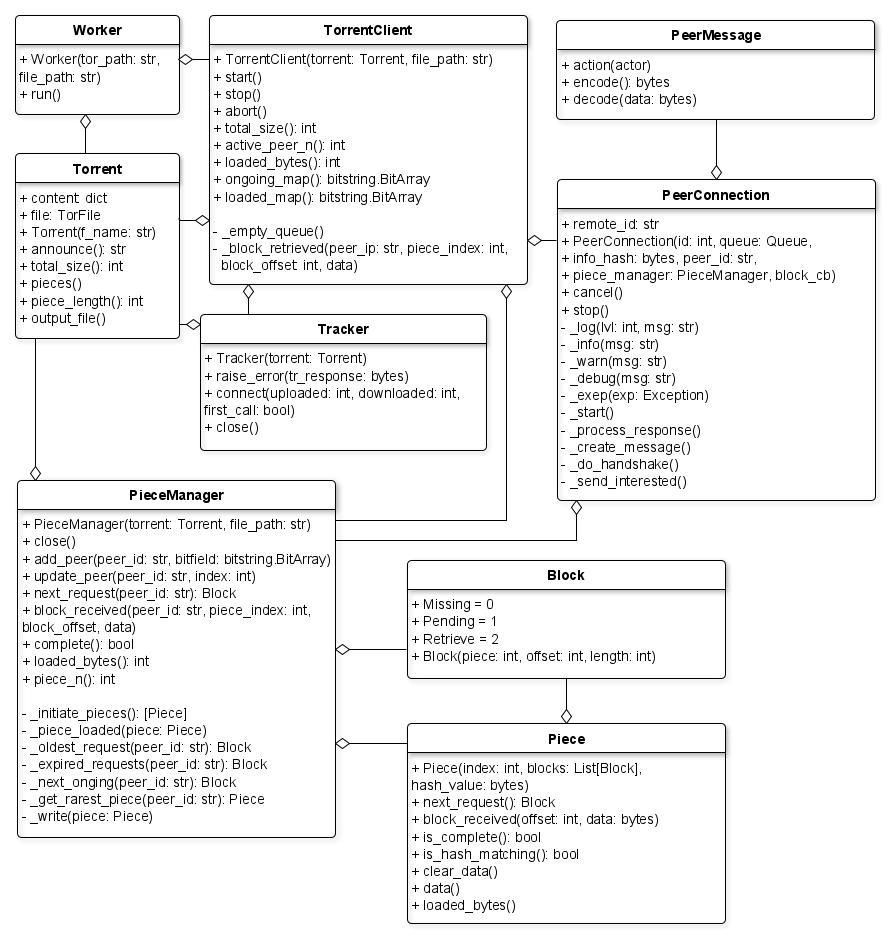 Worker
+ Worker(tor_path: str,
file_path: str)
+ run()
TorrentClient
+ TorrentClient(torrent: Torrent, file_path: str)
+ start()
+ stop()
+ abort()
+ total_size(): int
+ active_peer_n(): int
+ loaded_bytes(): int
+ ongoing_map(): bitstring.BitArray
+ loaded_map(): bitstring.BitArray
- _empty_queue()
- _block_retrieved(peer_ip: str, piece_index: int,
block_offset: int, data)
PeerMessage
+ action(actor)
+ encode(): bytes
+ decode(data: bytes)
Torrent
+ content: dict
+ file: TorFile
+ Torrent(f_name: str)
+ announce(): str
+ total_size(): int
+ pieces()
+ piece_length(): int
+ output_file()
PeerConnection
+ remote_id: str
+ PeerConnection(id: int, queue: Queue,
+ info_hash: bytes, peer_id: str,
+ piece_manager: PieceManager, block_cb)
+ cancel()
+ stop()
- _log(lvl: int, msg: str)
- _info(msg: str)
- _warn(msg: str)
- _debug(msg: str)
- _exep(exp: Exception)
- _start()
- _process_response()
- _create_message()
- _do_handshake()
- _send_interested()
Tracker
+ Tracker(torrent: Torrent)
+ raise_error(tr_response: bytes)
+ connect(uploaded: int, downloaded: int,
first_call: bool)
+ close()
PieceManager
+ PieceManager(torrent: Torrent, file_path: str)
+ close()
+ add_peer(peer_id: str, bitfield: bitstring.BitArray)
+ update_peer(peer_id: str, index: int)
+ next_request(peer_id: str): Block
+ block_received(peer_id: str, piece_index: int,
block_offset, data)
+ complete(): bool
+ loaded_bytes(): int
+ piece_n(): int
- _initiate_pieces(): [Piece]
- _piece_loaded(piece: Piece)
- _oldest_request(peer_id: str): Block
- _expired_requests(peer_id: str): Block
- _next_onging(peer_id: str): Block
- _get_rarest_piece(peer_id: str): Piece
- _write(piece: Piece)
Block
+ Missing = 0
+ Pending = 1
+ Retrieve = 2
+ Block(piece: int, offset: int, length: int)
Piece
+ Piece(index: int, blocks: List[Block],
hash_value: bytes)
+ next_request(): Block
+ block_received(offset: int, data: bytes)
+ is_complete(): bool
+ is_hash_matching(): bool
+ clear_data()
+ data()
+ loaded_bytes()